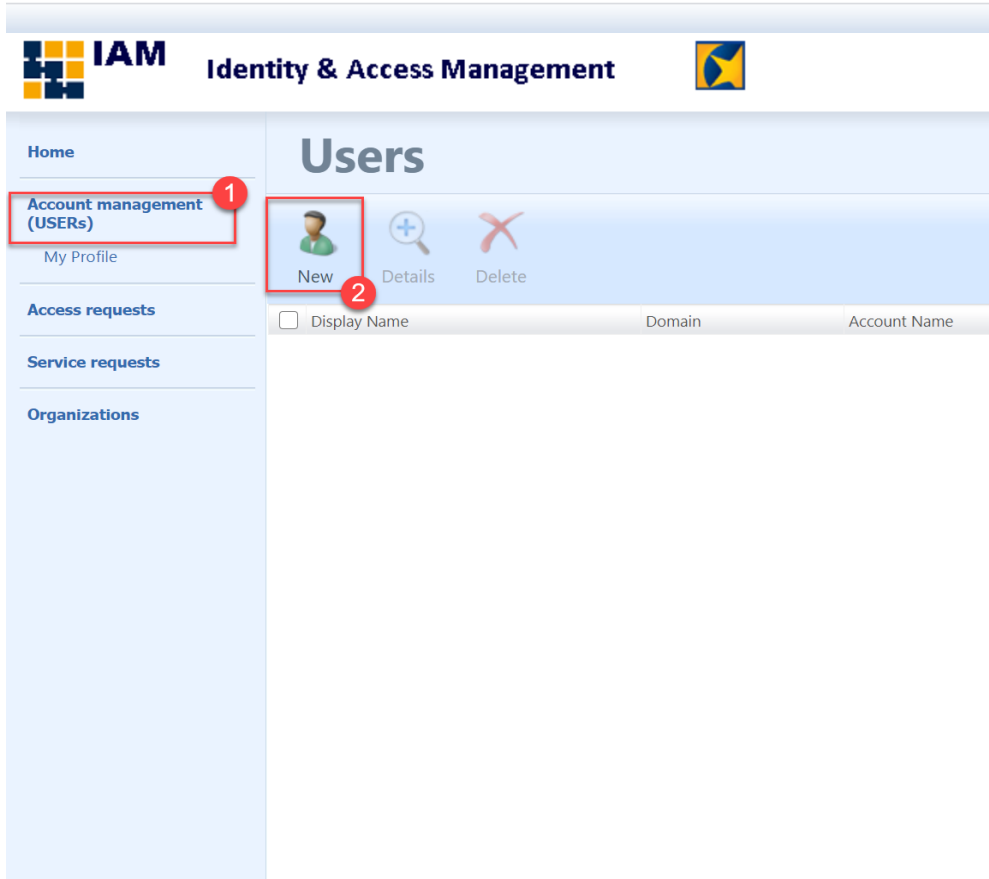 IAM
Identity & Access Management
Home
Account management
(USERs)
1
My Profile
Access requests
Service requests
Organizations
Users
New
Details
Delete
2
Display Name
Domain
Account Name